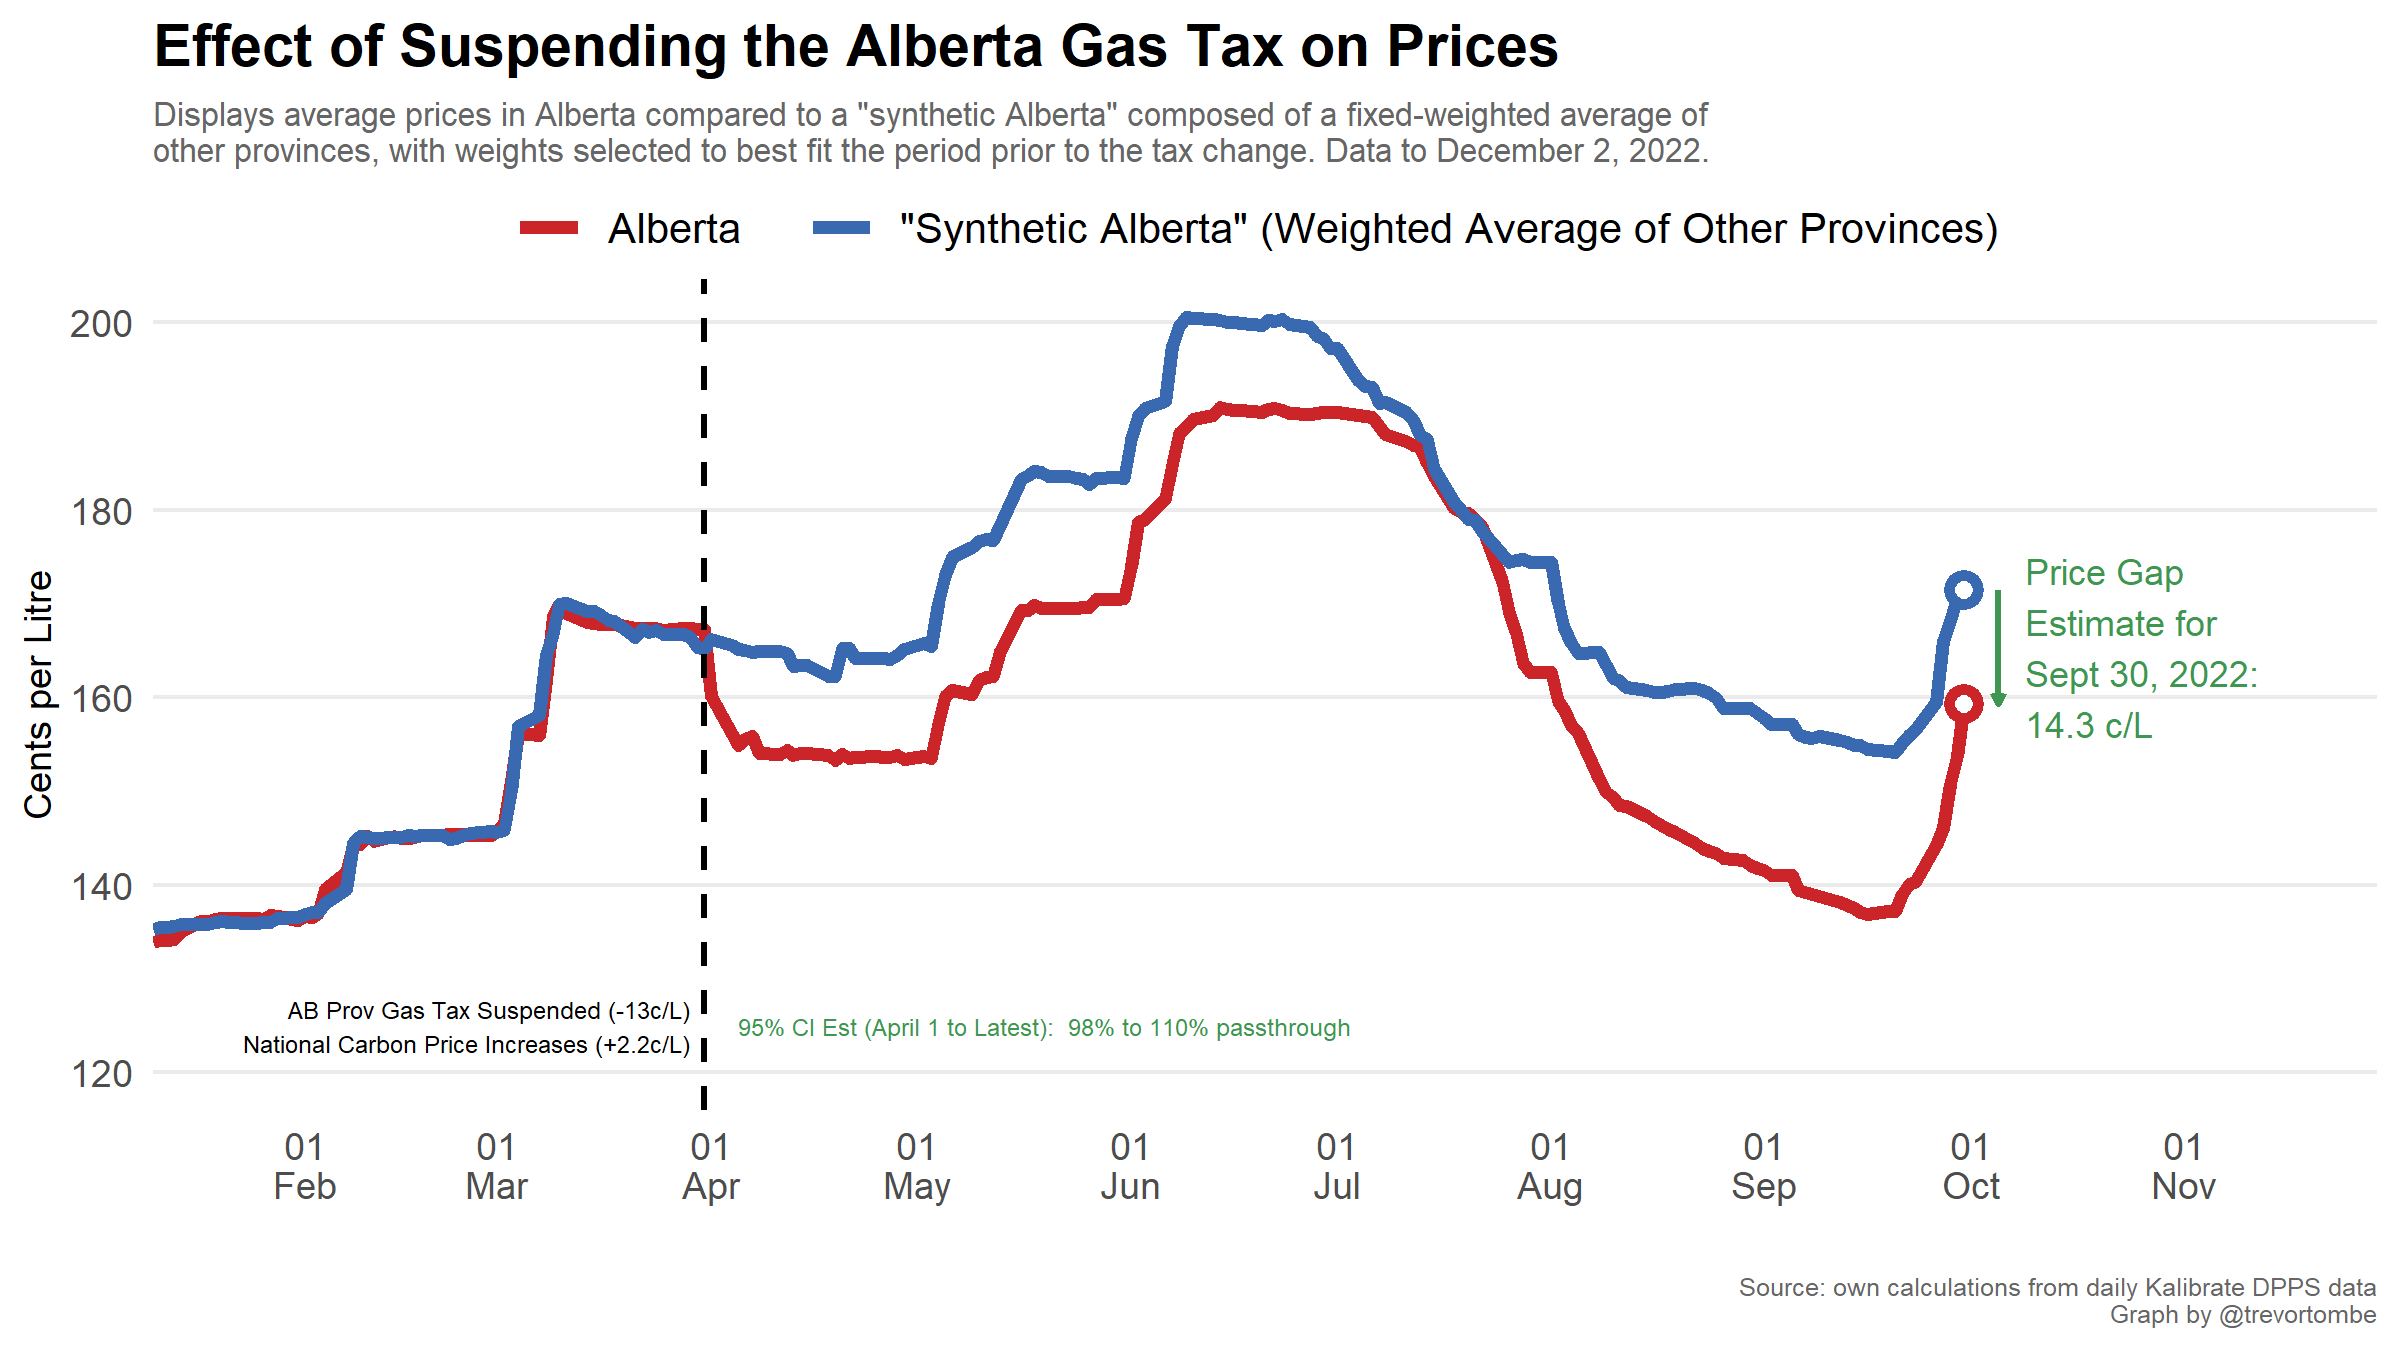 Effect of Suspending the Alberta Gas Tax on Prices
Displays average prices in Alberta compared to a "synthetic Alberta" composed of a fixed-weighted average of
other provinces, with weights selected to best fit the period prior to the tax change. Data to December 2, 2022.
Alberta
"Synthetic Alberta" (Weighted Average of Other Provinces)
Cents per Litre
200
180
160
140
120
Price Gap
Estimate for
Sept 30, 2022:
14.3 c/L
AB Prov Gas Tax Suspended (-13c/L)
National Carbon Price Increases (+2.2c/L)
95% CI Est (April 1 to Latest):  98% to 110% passthrough
01 01 01 01 01 01 01 01 01 01
Feb Mar Apr May Jun Jul Aug Sep Oct Nov
Source: own calculations from daily Kalibrate DPPS data
Graph by @trevortombe